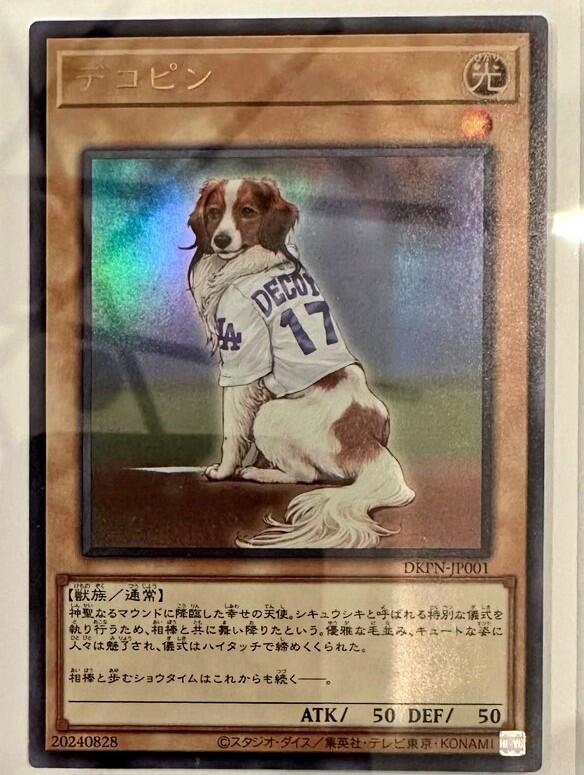 デコピン
光
LA
DECOY
17
DKPN-JP001
【獣族／通常】
神聖なるマウンドに降臨した幸せの天使。シキュウシキと呼ばれる特別な儀式を
執り行うため、相棒と共に舞い降りたという。優雅な毛並み、キュートな姿に
人々は魅了され、儀式はハイタッチで締めくくられた。
相棒と歩むショウタイムはこれからも続く――。
ATK/ 50 DEF/ 50
20240828 ©スタジオ・ダイス／集英社・テレビ東京・KONAMI